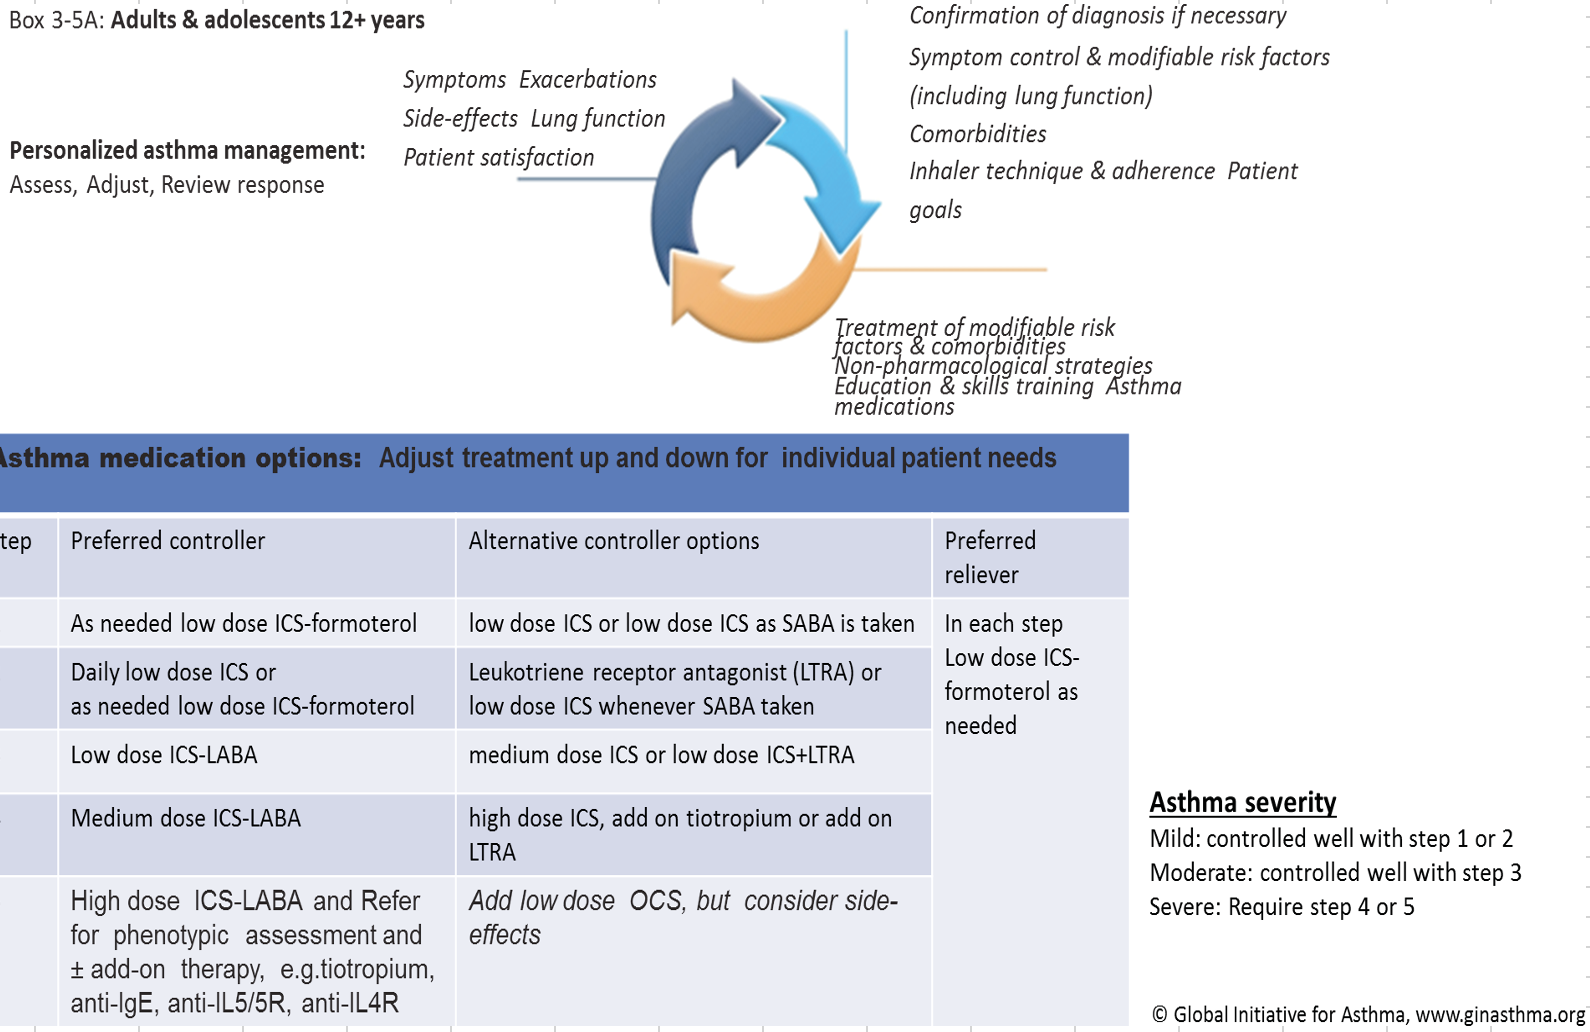 Box 3-5A: Adults & adolescents 12+ years
Personalized asthma management:
Assess, Adjust, Review response
Symptoms Exacerbations
Side-effects Lung function
Patient satisfaction
Confirmation of diagnosis if necessary
Symptom control & modifiable risk factors
(including lung function)
Comorbidities
Inhaler technique & adherence Patient
goals
Treatment of modifiable risk
factors & comorbidities
Non-pharmacological strategies
Education & skills training Asthma
medications
Asthma medication options: Adjust treatment up and down for individual patient needs
tep
Preferred controller
Alternative controller options
Preferred
reliever
As needed low dose ICS-formoterol
low dose ICS or low dose ICS as SABA is taken
In each step
Low dose ICS-
formoterol as
needed
Daily low dose ICS or
as needed low dose ICS-formoterol
Leukotriene receptor antagonist (LTRA) or
low dose ICS whenever SABA taken
Low dose ICS-LABA
medium dose ICS or low dose ICS+LTRA
Medium dose ICS-LABA
high dose ICS, add on tiotropium or add on
LTRA
High dose ICS-LABA and Refer
for phenotypic assessment and
± add-on therapy, e.g.tiotropium,
anti-IgE, anti-IL5/5R, anti-IL4R
Add low dose OCS, but consider side-
effects
Asthma severity
Mild: controlled well with step 1 or 2
Moderate: controlled well with step 3
Severe: Require step 4 or 5
© Global Initiative for Asthma, www.ginasthma.org